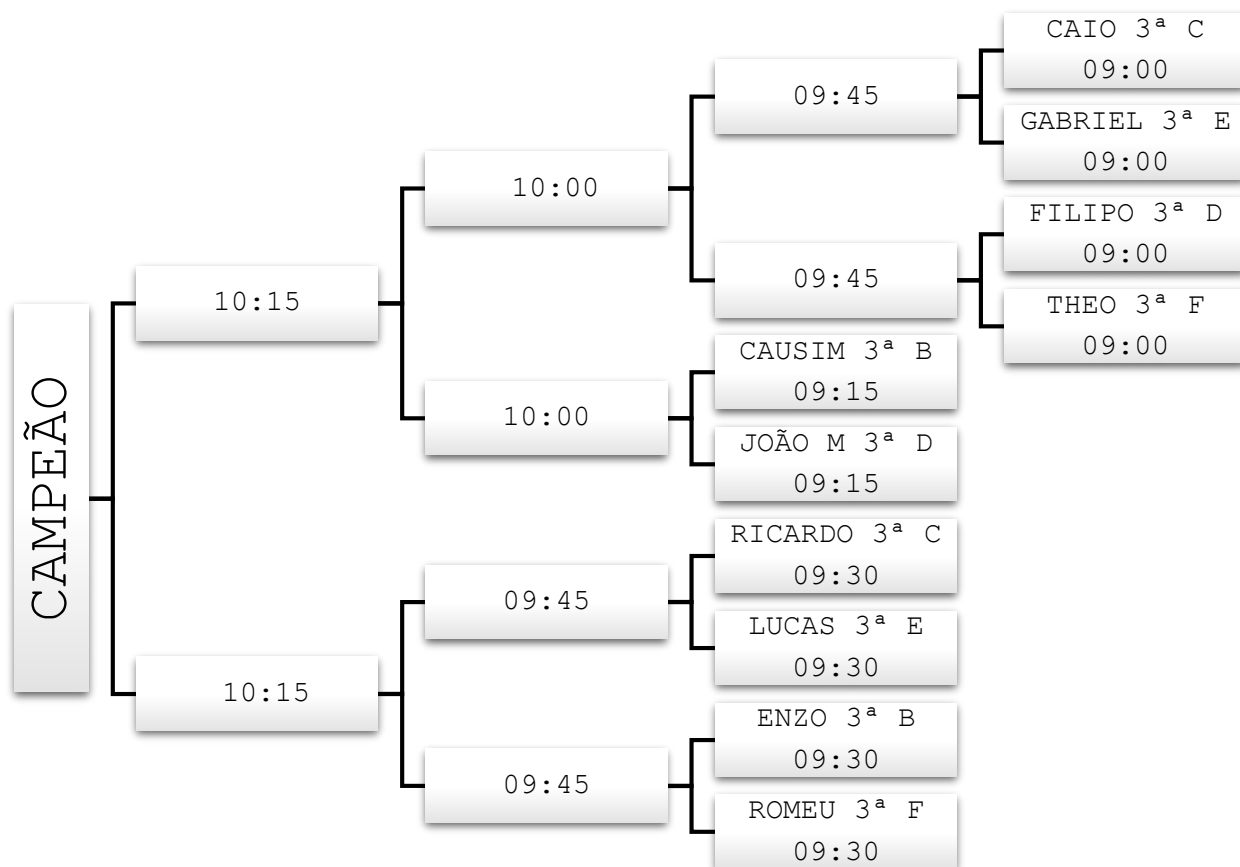 CAIO 3ª C
09:00
09:45
GABRIEL 3ª E
09:00
10:00
FILIPO 3ª D
09:00
09:45
10:15
THEO 3ª F
09:00
CAUSIM 3ª B
09:15
10:00
JOÃO M 3ª D
09:15
CAMPEÃO
RICARDO 3ª C
09:30
09:45
LUCAS 3ª E
09:30
10:15
ENZO 3ª B
09:30
09:45
ROMEU 3ª F
09:30